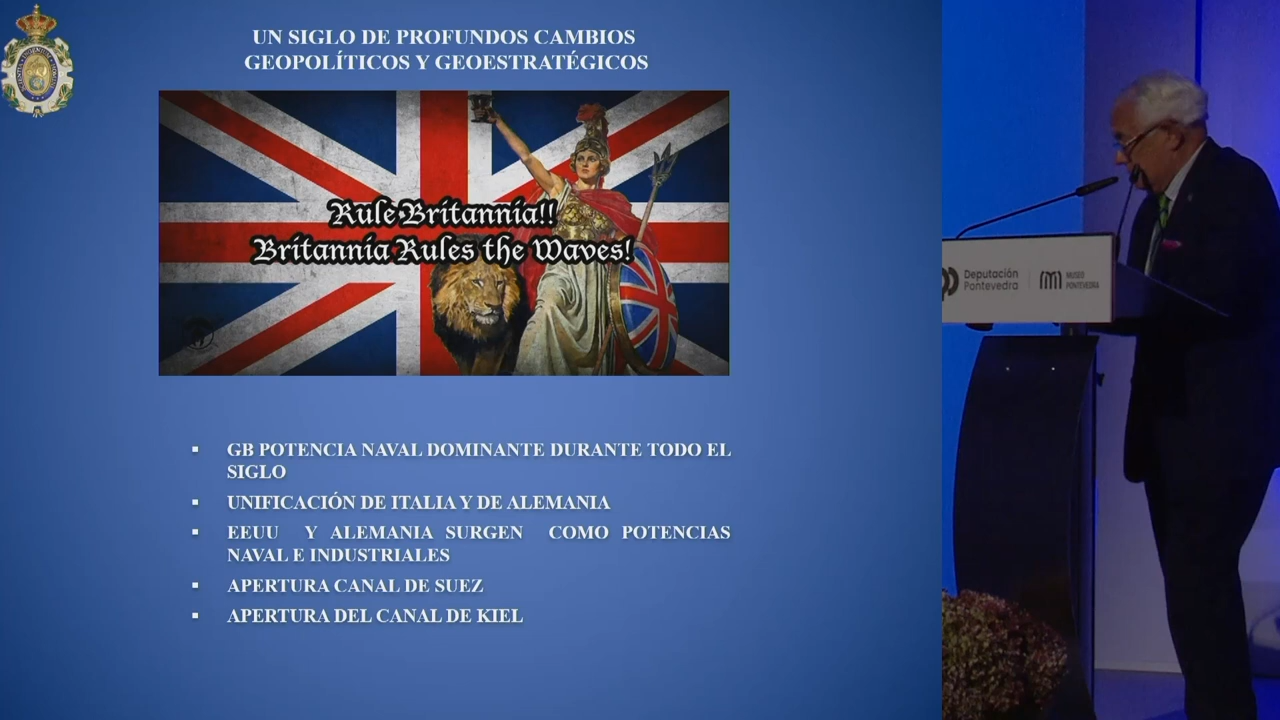 UN SIGLO DE PROFUNDOS CAMBIOS
GEOPOLÍTICOS Y GEOESTRATÉGICOS
Rule Britannia!!
Britannia Rules the Waves!
GB POTENCIA NAVAL DOMINANTE DURANTE TODO EL
SIGLO
UNIFICACIÓN DE ITALIA Y DE ALEMANIA
EEUU Y ALEMANIA SURGEN COMO POTENCIAS
NAVAL E INDUSTRIALES
APERTURA CANAL DE SUEZ
APERTURA DEL CANAL DE KIEL
Deputación
Pontevedra
MUSEO
PONTEVEDRA